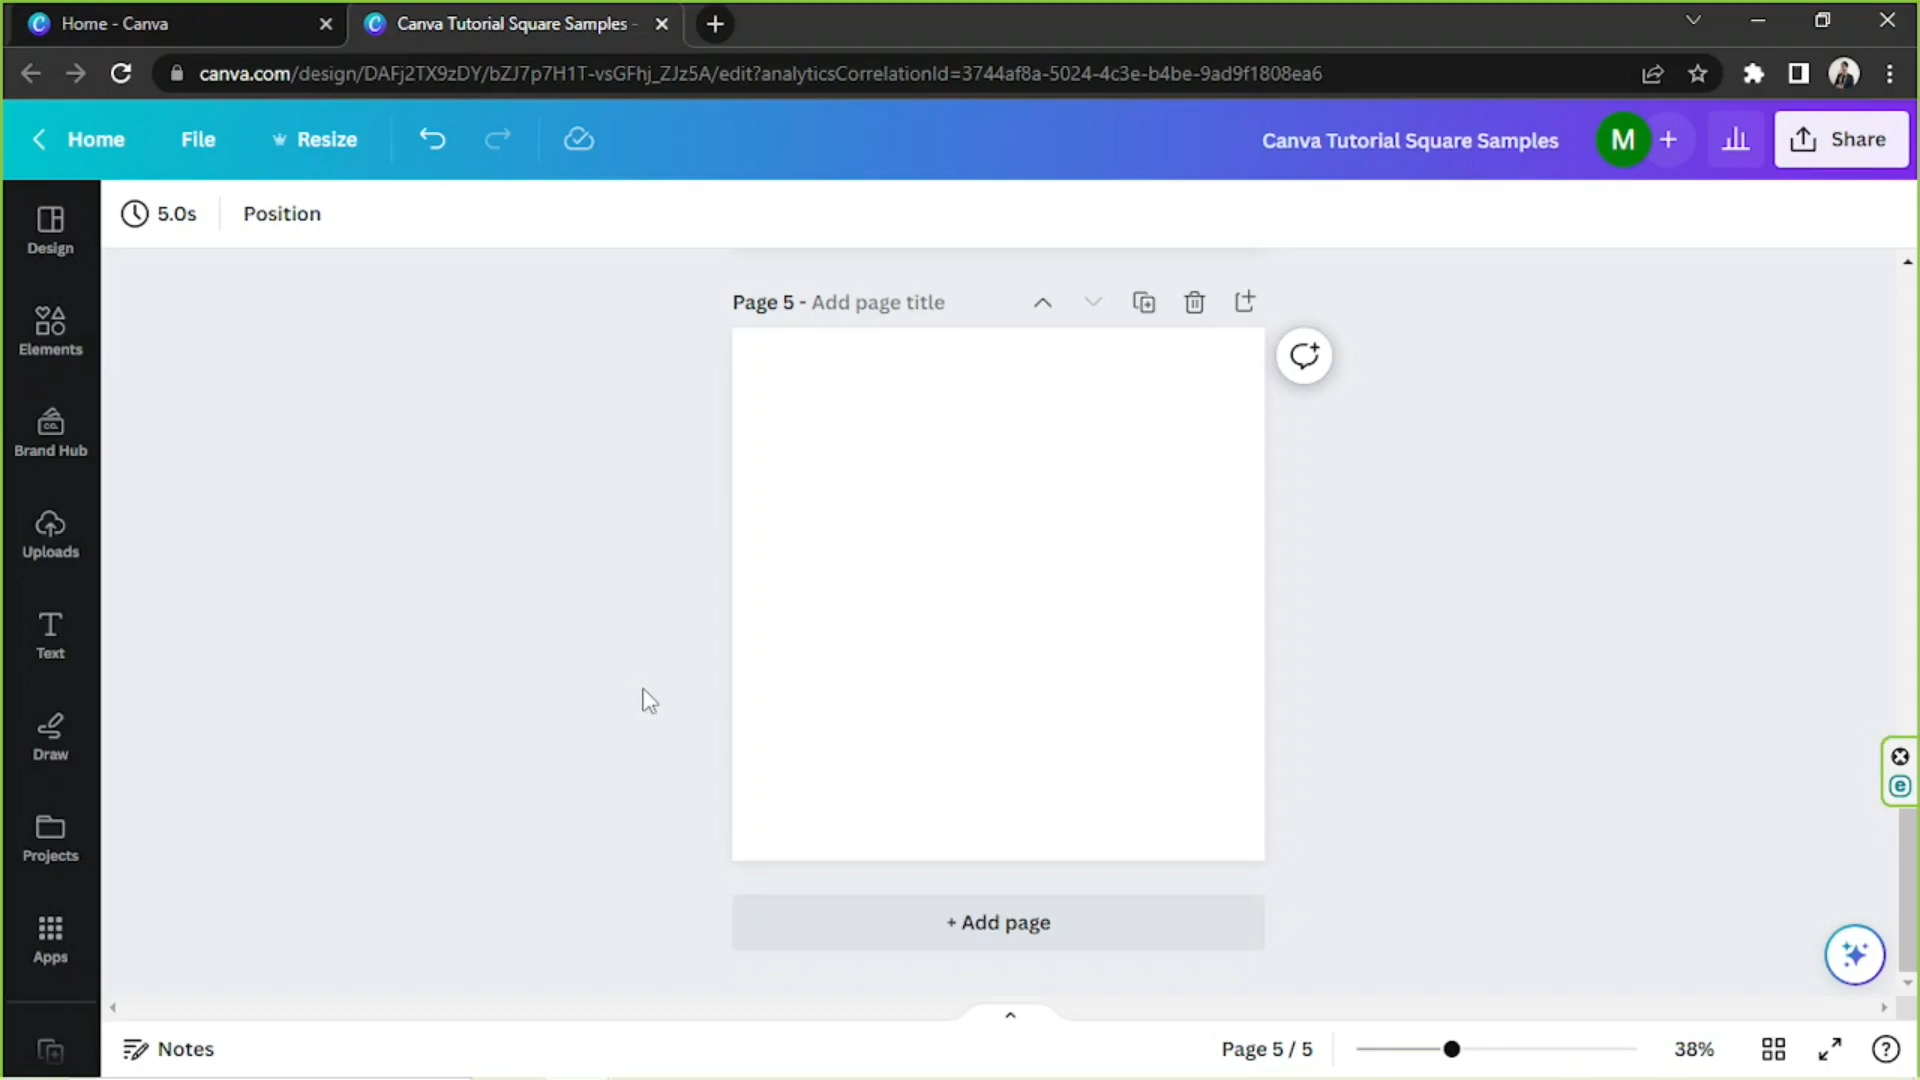 Home - Canva
Canva Tutorial Square Samples -
canva.com/design/DAFj2TX9zDY/bZJ7p7H1T-vsGFhj_ZJz5A/edit?analyticsCorrelationId=3744af8a-5024-4c3e-b4be-9ad9f1808ea6
Home
File
Resize
Canva Tutorial Square Samples
M
Share
5.0s
Position
Design
Elements
Brand Hub
Uploads
Text
Draw
Projects
Apps
Page 5 - Add page title
+ Add page
Notes
Page 5 / 5
38%